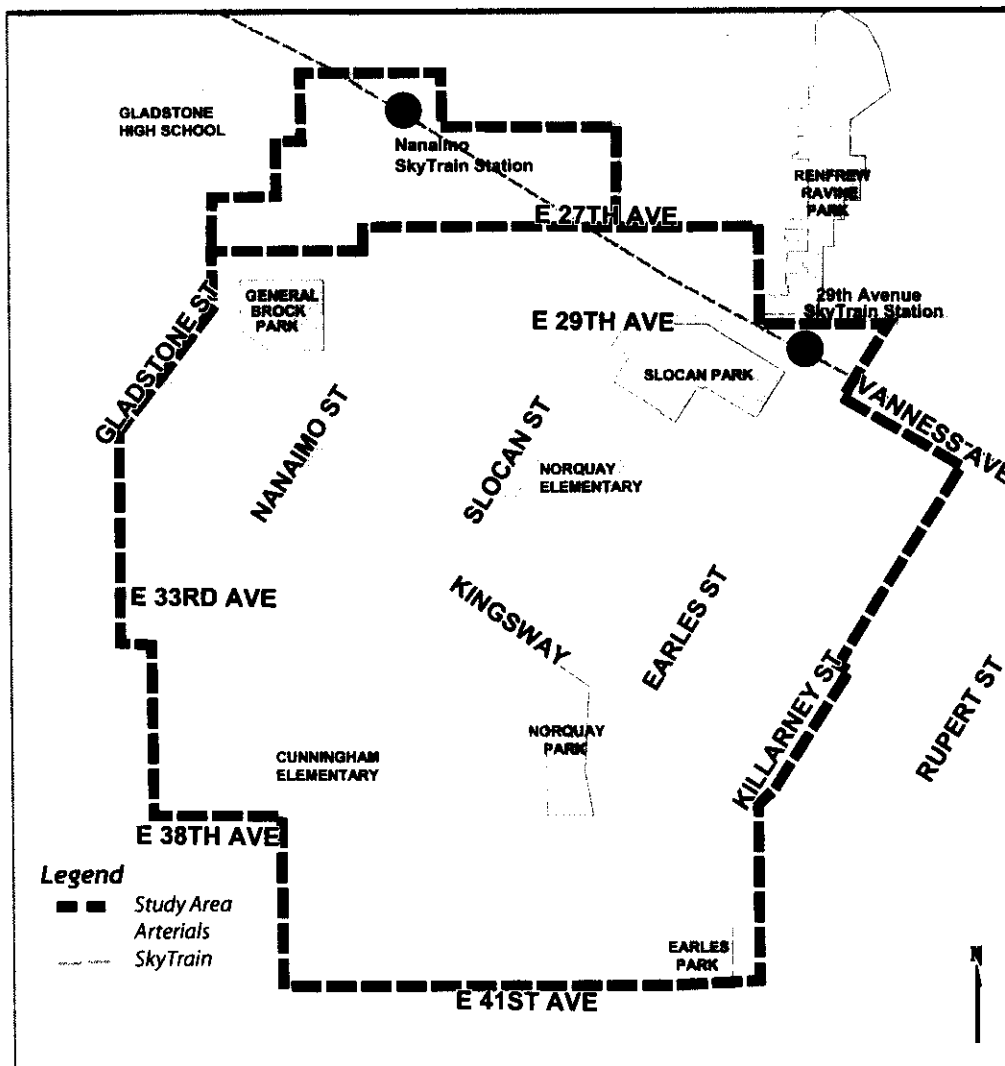 GLADSTONE
HIGH SCHOOL
Nanaimo
SkyTrain Station
RENFREW
RAVINE
PARK
E 27TH AVE
29th Avenue
SkyTrain Station
GENERAL
BROCK
PARK
E 29TH AVE
GLADSTONE ST
SLOCAN PARK
VANNESS AVE
NANAIMO ST
SLOCAN ST
NORQUAY
ELEMENTARY
KINGSWAY
EARLES ST
E 33RD AVE
KILLARNEY ST
RUPERT ST
NORQUAY
PARK
CUNNINGHAM
ELEMENTARY
E 38TH AVE
Legend
Study Area
Arterials
SkyTrain
EARLES
PARK
E 41ST AVE
N